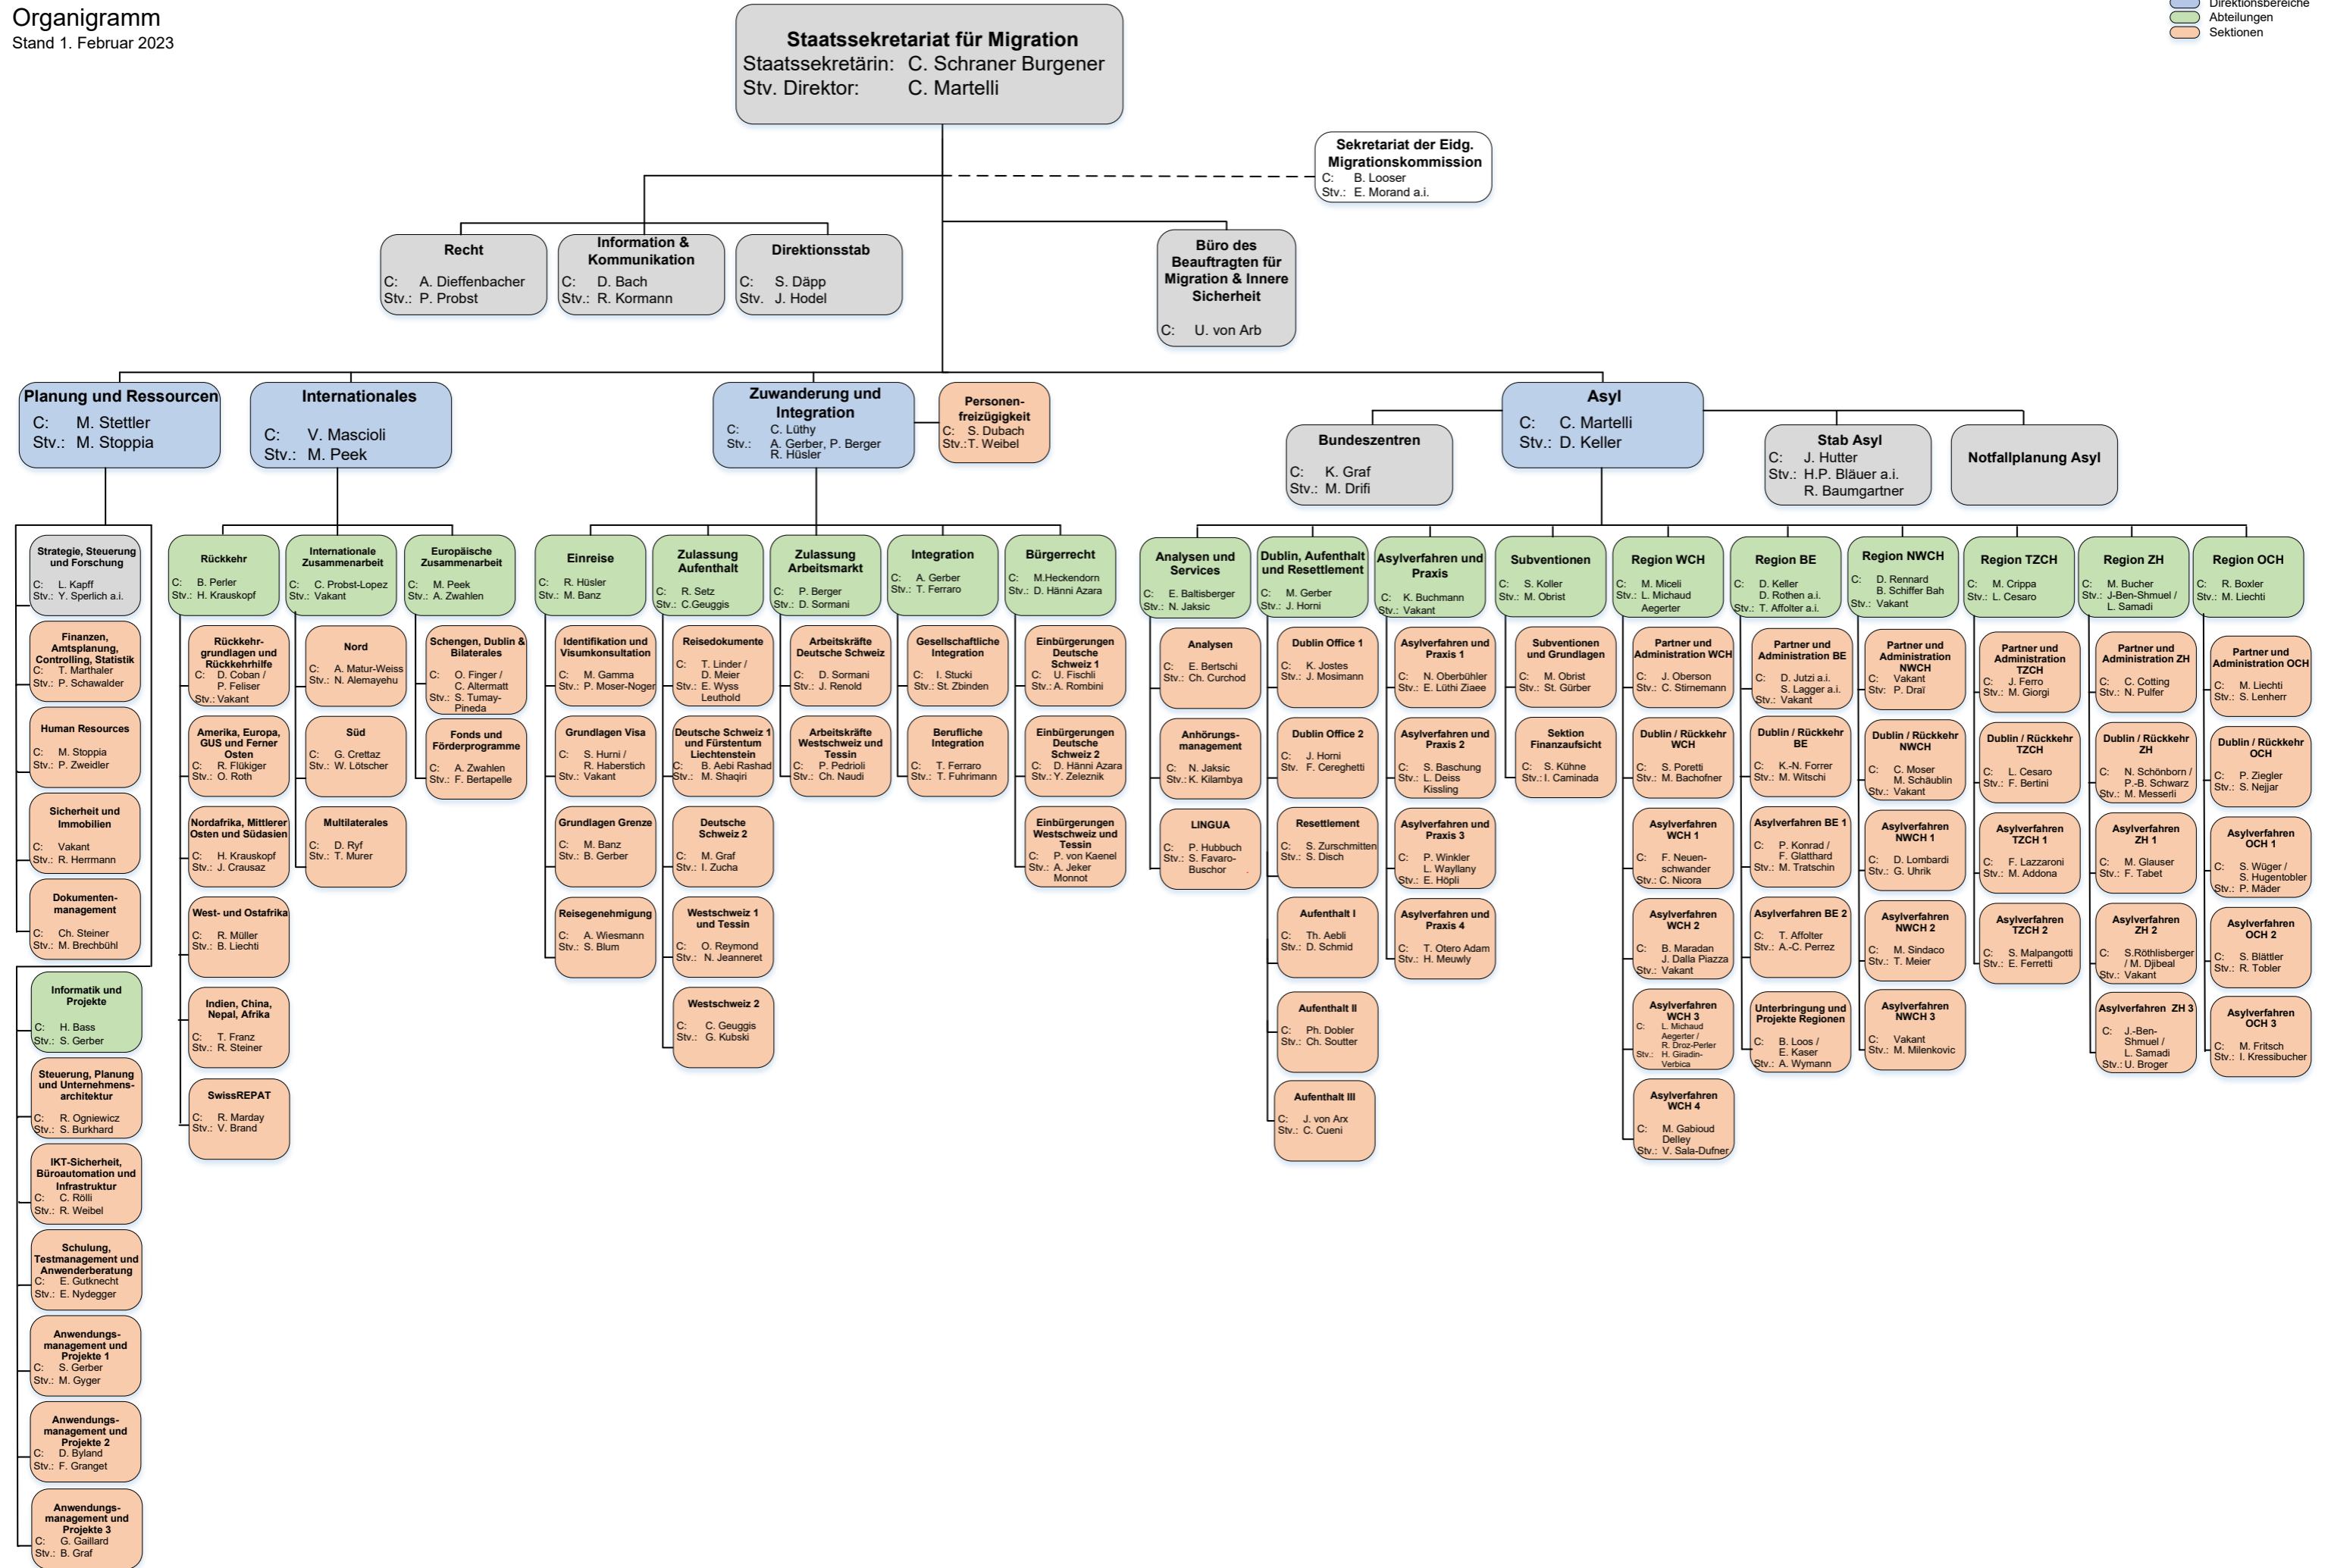 Organigramm
Stand 1. Februar 2023
Direktionsbereiche
Abteilungen
Sektionen
Staatssekretariat für Migration
Staatssekretärin: C. Schraner Burgener
Stv. Direktor: C. Martelli
Sekretariat der Eidg.
Migrationskommission
C: B. Looser
Stv.: E. Morand a.i.
Recht
C: A. Dieffenbacher
Stv.: P. Probst
Information &
Kommunikation
C: D. Bach
Stv.: R. Kormann
Direktionsstab
C: S. Däpp
Stv. J. Hodel
Büro des
Beauftragten für
Migration & Innere
Sicherheit
C: U. von Arb
Planung und Ressourcen
C: M. Stettler
Stv.: M. Stoppia
Internationales
C: V. Mascioli
Stv.: M. Peek
Zuwanderung und
Integration
C: C. Lüthy
Stv.: A. Gerber, P. Berger
R. Hüsler
Personen-
freizügigkeit
C: S. Dubach
Stv.: T. Weibel
Asyl
C: C. Martelli
Stv.: D. Keller
Bundeszentren
C: K. Graf
Stv.: M. Drifi
Stab Asyl
C: J. Hutter
Stv.: H.P. Bläuer a.i.
R. Baumgartner
Notfallplanung Asyl
Strategie, Steuerung
und Forschung
C: L. Kapff
Stv.: Y. Sperlich a.i.
Finanzen,
Amtsplanung,
Controlling, Statistik
C: T. Marthaler
Stv.: P. Schawalder
Human Resources
C: M. Stoppia
Stv.: P. Zweidler
Sicherheit und
Immobilien
C: Vakant
Stv.: R. Herrmann
Dokumenten-
management
C: Ch. Steiner
Stv.: M. Brechbühl
Informatik und
Projekte
C: H. Bass
Stv.: S. Gerber
Steuerung, Planung
und Unternehmens-
architektur
C: R. Ogniewicz
Stv.: S. Burkhard
IKT-Sicherheit,
Büroautomation und
Infrastruktur
C: C. Rölli
Stv.: R. Weibel
Schulung,
Testmanagement und
Anwenderberatung
C: E. Gutknecht
Stv.: E. Nydegger
Anwendungs-
management und
Projekte 1
C: S. Gerber
Stv.: M. Gyger
Anwendungs-
management und
Projekte 2
C: D. Byland
Stv.: F. Granget
Anwendungs-
management und
Projekte 3
C: G. Gaillard
Stv.: B. Graf
Rückkehr
C: B. Perler
Stv.: H. Krauskopf
Rückkehr-
grundlagen und
Rückkehrhilfe
C: D. Coban /
P. Feliser
Stv.: Vakant
Amerika, Europa,
GUS und Ferner
Osten
C: R. Flükiger
Stv.: O. Roth
Nordafrika, Mittlerer
Osten und Südasien
C: H. Krauskopf
Stv.: J. Crausaz
West- und Ostafrika
C: R. Müller
Stv.: B. Liechti
Indien, China,
Nepal, Afrika
C: T. Franz
Stv.: R. Steiner
SwissREPAT
C: R. Marday
Stv.: V. Brand
Internationale
Zusammenarbeit
C: C. Probst-Lopez
Stv.: Vakant
Nord
C: A. Matur-Weiss
Stv.: N. Alemayehu
Süd
C: G. Crettaz
Stv.: W. Lötscher
Multilaterales
C: D. Ryf
Stv.: T. Murer
Europäische
Zusammenarbeit
C: M. Peek
Stv.: A. Zwahlen
Schengen, Dublin &
Bilaterales
C: O. Finger /
C. Altermatt
Stv.: S. Tumay-
Pineda
Fonds und
Förderprogramme
C: A. Zwahlen
Stv.: F. Bertapelle
Einreise
C: R. Hüsler
Stv.: M. Banz
Identifikation und
Visumkonsultation
C: M. Gamma
Stv.: P. Moser-Noger
Grundlagen Visa
C: S. Hurni /
R. Haberstich
Stv.: Vakant
Grundlagen Grenze
C: M. Banz
Stv.: B. Gerber
Reisegenehmigung
C: A. Wiesmann
Stv.: S. Blum
Zulassung
Aufenthalt
C: R. Setz
Stv.: C.Geuggis
Reisedokumente
C: T. Linder /
D. Meier
Stv.: E. Wyss
Leuthold
Deutsche Schweiz 1
und Fürstentum
Liechtenstein
C: B. Aebi Rashad
Stv.: M. Shaqiri
Deutsche
Schweiz 2
C: M. Graf
Stv.: I. Zucha
Westschweiz 1
und Tessin
C: O. Reymond
Stv.: N. Jeanneret
Westschweiz 2
C: C. Geuggis
Stv.: G. Kubski
Zulassung
Arbeitsmarkt
C: P. Berger
Stv.: D. Sormani
Arbeitskräfte
Deutsche Schweiz
C: D. Sormani
Stv.: J. Renold
Arbeitskräfte
Westschweiz und
Tessin
C: P. Pedrioli
Stv.: Ch. Naudi
Integration
C: A. Gerber
Stv.: T. Ferraro
Gesellschaftliche
Integration
C: I. Stucki
Stv.: St. Zbinden
Berufliche
Integration
C: T. Ferraro
Stv.: T. Fuhrimann
Bürgerrecht
C: M.Heckendorn
Stv.: D. Hänni Azara
Einbürgerungen
Deutsche
Schweiz 1
C: U. Fischli
Stv.: A. Rombini
Einbürgerungen
Deutsche
Schweiz 2
C: D. Hänni Azara
Stv.: Y. Zeleznik
Einbürgerungen
Westschweiz und
Tessin
C: P. von Kaenel
Stv.: A. Jeker
Monnot
Analysen und
Services
C: E. Baltisberger
Stv.: N. Jaksic
Analysen
C: E. Bertschi
Stv.: Ch. Curchod
Anhörungs-
management
C: N. Jaksic
Stv.: K. Kilambya
LINGUA
C: P. Hubbuch
Stv.: S. Favaro-
Buschor
Dublin, Aufenthalt
und Resettlement
C: M. Gerber
Stv.: J. Horni
Dublin Office 1
C: K. Jostes
Stv.: J. Mosimann
Dublin Office 2
C: J. Horni
Stv. F. Cereghetti
Resettlement
C: S. Zurschmitten
Stv.: S. Disch
Aufenthalt I
C: Th. Aebli
Stv.: D. Schmid
Aufenthalt II
C: Ph. Dobler
Stv.: Ch. Soutter
Aufenthalt III
C: J. von Arx
Stv.: C. Cueni
Asylverfahren und
Praxis
C: K. Buchmann
Stv.: Vakant
Asylverfahren und
Praxis 1
C: N. Oberbühler
Stv.: E. Lüthi Ziaee
Asylverfahren und
Praxis 2
C: S. Baschung
Stv.: L. Deiss
Kissling
Asylverfahren und
Praxis 3
C: P. Winkler
L. Wayllany
Stv.: E. Höpli
Asylverfahren und
Praxis 4
C: T. Otero Adam
Stv.: H. Meuwly
Subventionen
C: S. Koller
Stv.: M. Obrist
Subventionen
und Grundlagen
C: M. Obrist
Stv.: St. Gürber
Sektion
Finanzaufsicht
C: S. Kühne
Stv.: I. Caminada
Region WCH
C: M. Miceli
Stv.: L. Michaud
Aegerter
Partner und
Administration WCH
C: J. Oberson
Stv.: C. Stirnemann
Dublin / Rückkehr
WCH
C: S. Poretti
Stv.: M. Bachofner
Asylverfahren
WCH 1
C: F. Neuen-
schwander
Stv.: C. Nicora
Asylverfahren
WCH 2
C: B. Maradan
J. Dalla Piazza
Stv.: Vakant
Asylverfahren
WCH 3
C: L. Michaud
Aegerter /
R. Droz-Perler
Stv.: H. Giradin-
Verbica
Asylverfahren
WCH 4
C: M. Gabioud
Delley
Stv.: V. Sala-Dufner
Region BE
C: D. Keller
D. Rothen a.i.
Stv.: T. Affolter a.i.
Partner und
Administration BE
C: D. Jutzi a.i.
S. Lagger a.i.
Stv.: Vakant
Dublin / Rückkehr
BE
C: K.-N. Forrer
Stv.: M. Witschi
Asylverfahren BE 1
C: P. Konrad /
F. Glatthard
Stv.: M. Tratschin
Asylverfahren BE 2
C: T. Affolter
Stv.: A.-C. Perrez
Unterbringung und
Projekte Regionen
C: B. Loos /
E. Kaser
Stv.: A. Wymann
Region NWCH
C: D. Rennard
B. Schiffer Bah
Stv.: Vakant
Partner und
Administration
NWCH
C: Vakant
Stv: P. Draï
Dublin / Rückkehr
NWCH
C: C. Moser
M. Schäublin
Stv.: Vakant
Asylverfahren
NWCH 1
C: D. Lombardi
Stv.: G. Uhrik
Asylverfahren
NWCH 2
C: M. Sindaco
Stv.: T. Meier
Asylverfahren
NWCH 3
C: Vakant
Stv.: M. Milenkovic
Region TZCH
C: M. Crippa
Stv.: L. Cesaro
Partner und
Administration
TZCH
C: J. Ferro
Stv.: M. Giorgi
Dublin / Rückkehr
TZCH
C: L. Cesaro
Stv.: F. Bertini
Asylverfahren
TZCH 1
C: F. Lazzaroni
Stv.: M. Addona
Asylverfahren
TZCH 2
C: S. Malpangotti
Stv.: E. Ferretti
Region ZH
C: M. Bucher
Stv.: J-Ben-Shmuel /
L. Samadi
Partner und
Administration ZH
C: C. Cotting
Stv.: N. Pulfer
Dublin / Rückkehr
ZH
C: N. Schönborn /
P.-B. Schwarz
Stv.: M. Messerli
Asylverfahren
ZH 1
C: M. Glauser
Stv.: F. Tabet
Asylverfahren
ZH 2
C: S.Röthlisberger
/ M. Djibeal
Stv.: Vakant
Asylverfahren ZH 3
C: J.-Ben-
Shmuel /
L. Samadi
Stv.: U. Broger
Region OCH
C: R. Boxler
Stv.: M. Liechti
Partner und
Administration OCH
C: M. Liechti
Stv.: S. Lenherr
Dublin / Rückkehr
OCH
C: P. Ziegler
Stv.: S. Nejjar
Asylverfahren
OCH 1
C: S. Wüger /
S. Hugentobler
Stv.: P. Mäder
Asylverfahren
OCH 2
C: S. Blättler
Stv.: R. Tobler
Asylverfahren
OCH 3
C: M. Fritsch
Stv.: I. Kressibucher